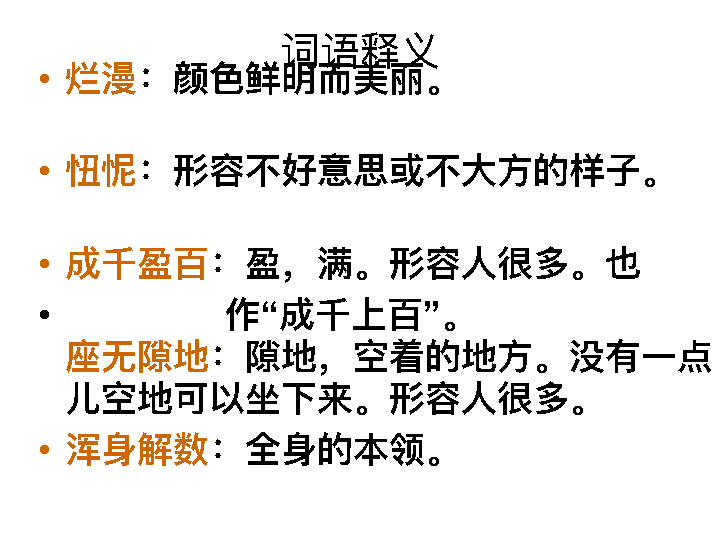 词语释义
• 烂漫：颜色鲜明而美丽。
• 忸怩：形容不好意思或不大方的样子。
• 成千盈百：盈，满。形容人很多。也
• 作“成千上百”。
座无隙地：隙地，空着的地方。没有一点
儿空地可以坐下来。形容人很多。
• 浑身解数：全身的本领。